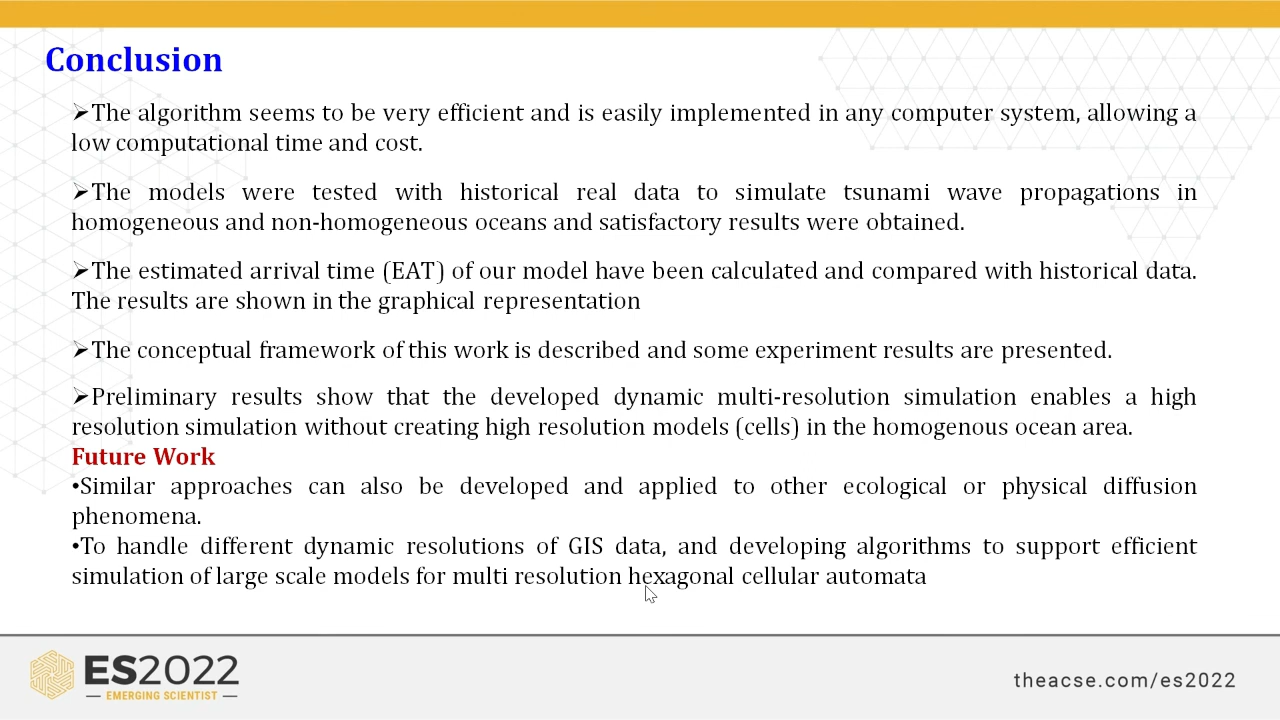 Conclusion
➢The algorithm seems to be very efficient and is easily implemented in any computer system, allowing a
low computational time and cost.
➢The models were tested with historical real data to simulate tsunami wave propagations in
homogeneous and non-homogeneous oceans and satisfactory results were obtained.
➢The estimated arrival time (EAT) of our model have been calculated and compared with historical data.
The results are shown in the graphical representation
➢The conceptual framework of this work is described and some experiment results are presented.
➢Preliminary results show that the developed dynamic multi-resolution simulation enables a high
resolution simulation without creating high resolution models (cells) in the homogenous ocean area.
Future Work
•Similar approaches can also be developed and applied to other ecological or physical diffusion
phenomena.
•To handle different dynamic resolutions of GIS data, and developing algorithms to support efficient
simulation of large scale models for multi resolution hexagonal cellular automata
ES2022
EMERGING SCIENTIST
theacse.com/es2022